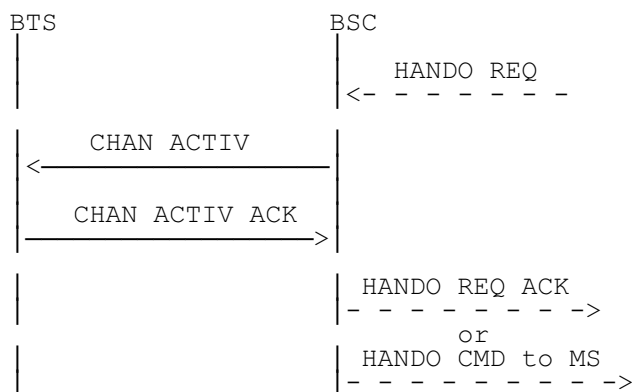 BTS BSC
HANDO REQ
CHAN ACTIV
CHAN ACTIV ACK
HANDO REQ ACK
or
HANDO CMD to MS